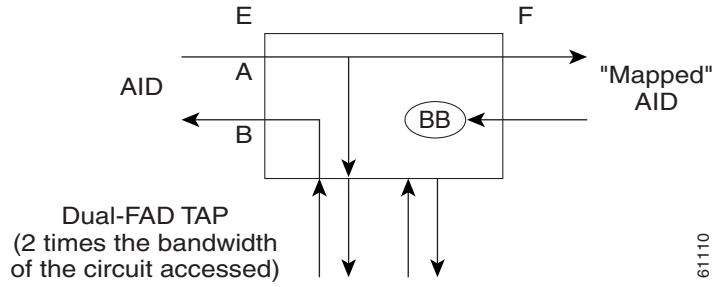 E
F
A
AID
"Mapped"
AID
BB
B
Dual-FAD TAP
(2 times the bandwidth
of the circuit accessed)
61110